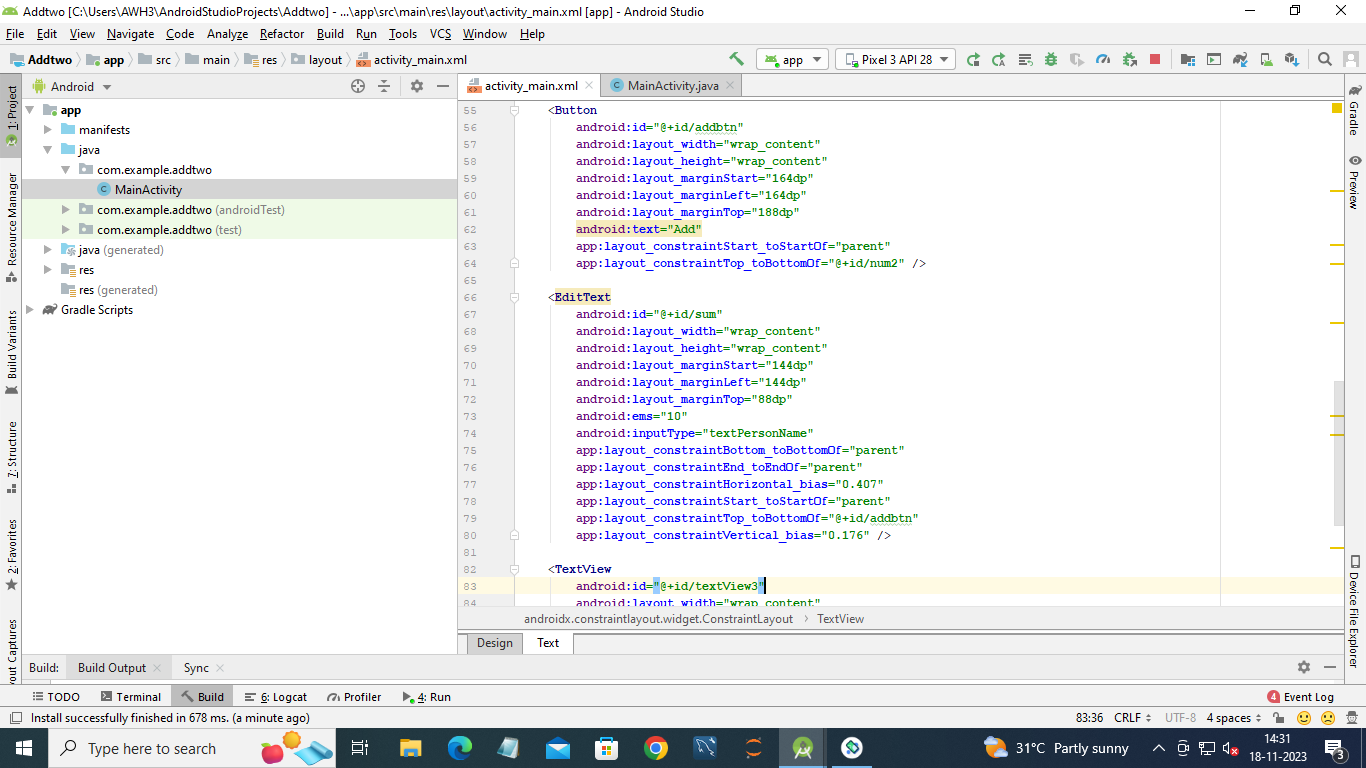 Addtwo [C:\Users\AWH3\AndroidStudioProjects\Addtwo] - ...\app\src\main\res\layout\activity_main.xml [app] - Android Studio
File Edit View Navigate Code Analyze Refactor Build Run Tools VCS Window Help
Addtwo app src main res layout activity_main.xml
app Pixel 3 API 28
1: Project
Resource Manager
Build Variants
7: Structure
2: Favorites
out Captures
Android
app
manifests
java
com.example.addtwo
MainActivity
com.example.addtwo (androidTest)
com.example.addtwo (test)
java (generated)
res
res (generated)
Gradle Scripts
activity_main.xml MainActivity.java
55 <Button
56 android:id="@+id/addbtn"
57 android:layout_width="wrap_content"
58 android:layout_height="wrap_content"
59 android:layout_marginStart="164dp"
60 android:layout_marginLeft="164dp"
61 android:layout_marginTop="188dp"
62 android:text="Add"
63 app:layout_constraintStart_toStartOf="parent"
64 app:layout_constraintTop_toBottomOf="@+id/num2" />
65
66 <EditText
67 android:id="@+id/sum"
68 android:layout_width="wrap_content"
69 android:layout_height="wrap_content"
70 android:layout_marginStart="144dp"
71 android:layout_marginLeft="144dp"
72 android:layout_marginTop="88dp"
73 android:ems="10"
74 android:inputType="textPersonName"
75 app:layout_constraintBottom_toBottomOf="parent"
76 app:layout_constraintEnd_toEndOf="parent"
77 app:layout_constraintHorizontal_bias="0.407"
78 app:layout_constraintStart_toStartOf="parent"
79 app:layout_constraintTop_toBottomOf="@+id/addbtn"
80 app:layout_constraintVertical_bias="0.176" />
81
82 <TextView
83 android:id="@+id/textView3"
84 android:layout_width="wrap_content"
androidx.constraintlayout.widget.ConstraintLayout TextView
Design Text
Gradle
Preview
Device File Explorer
Build: Build Output Sync
TODO Terminal Build 6: Logcat Profiler 4: Run 4 Event Log
Install successfully finished in 678 ms. (a minute ago) 83:36 CRLF UTF-8 4 spaces
Type here to search
31°C Partly sunny
14:31
18-11-2023
3